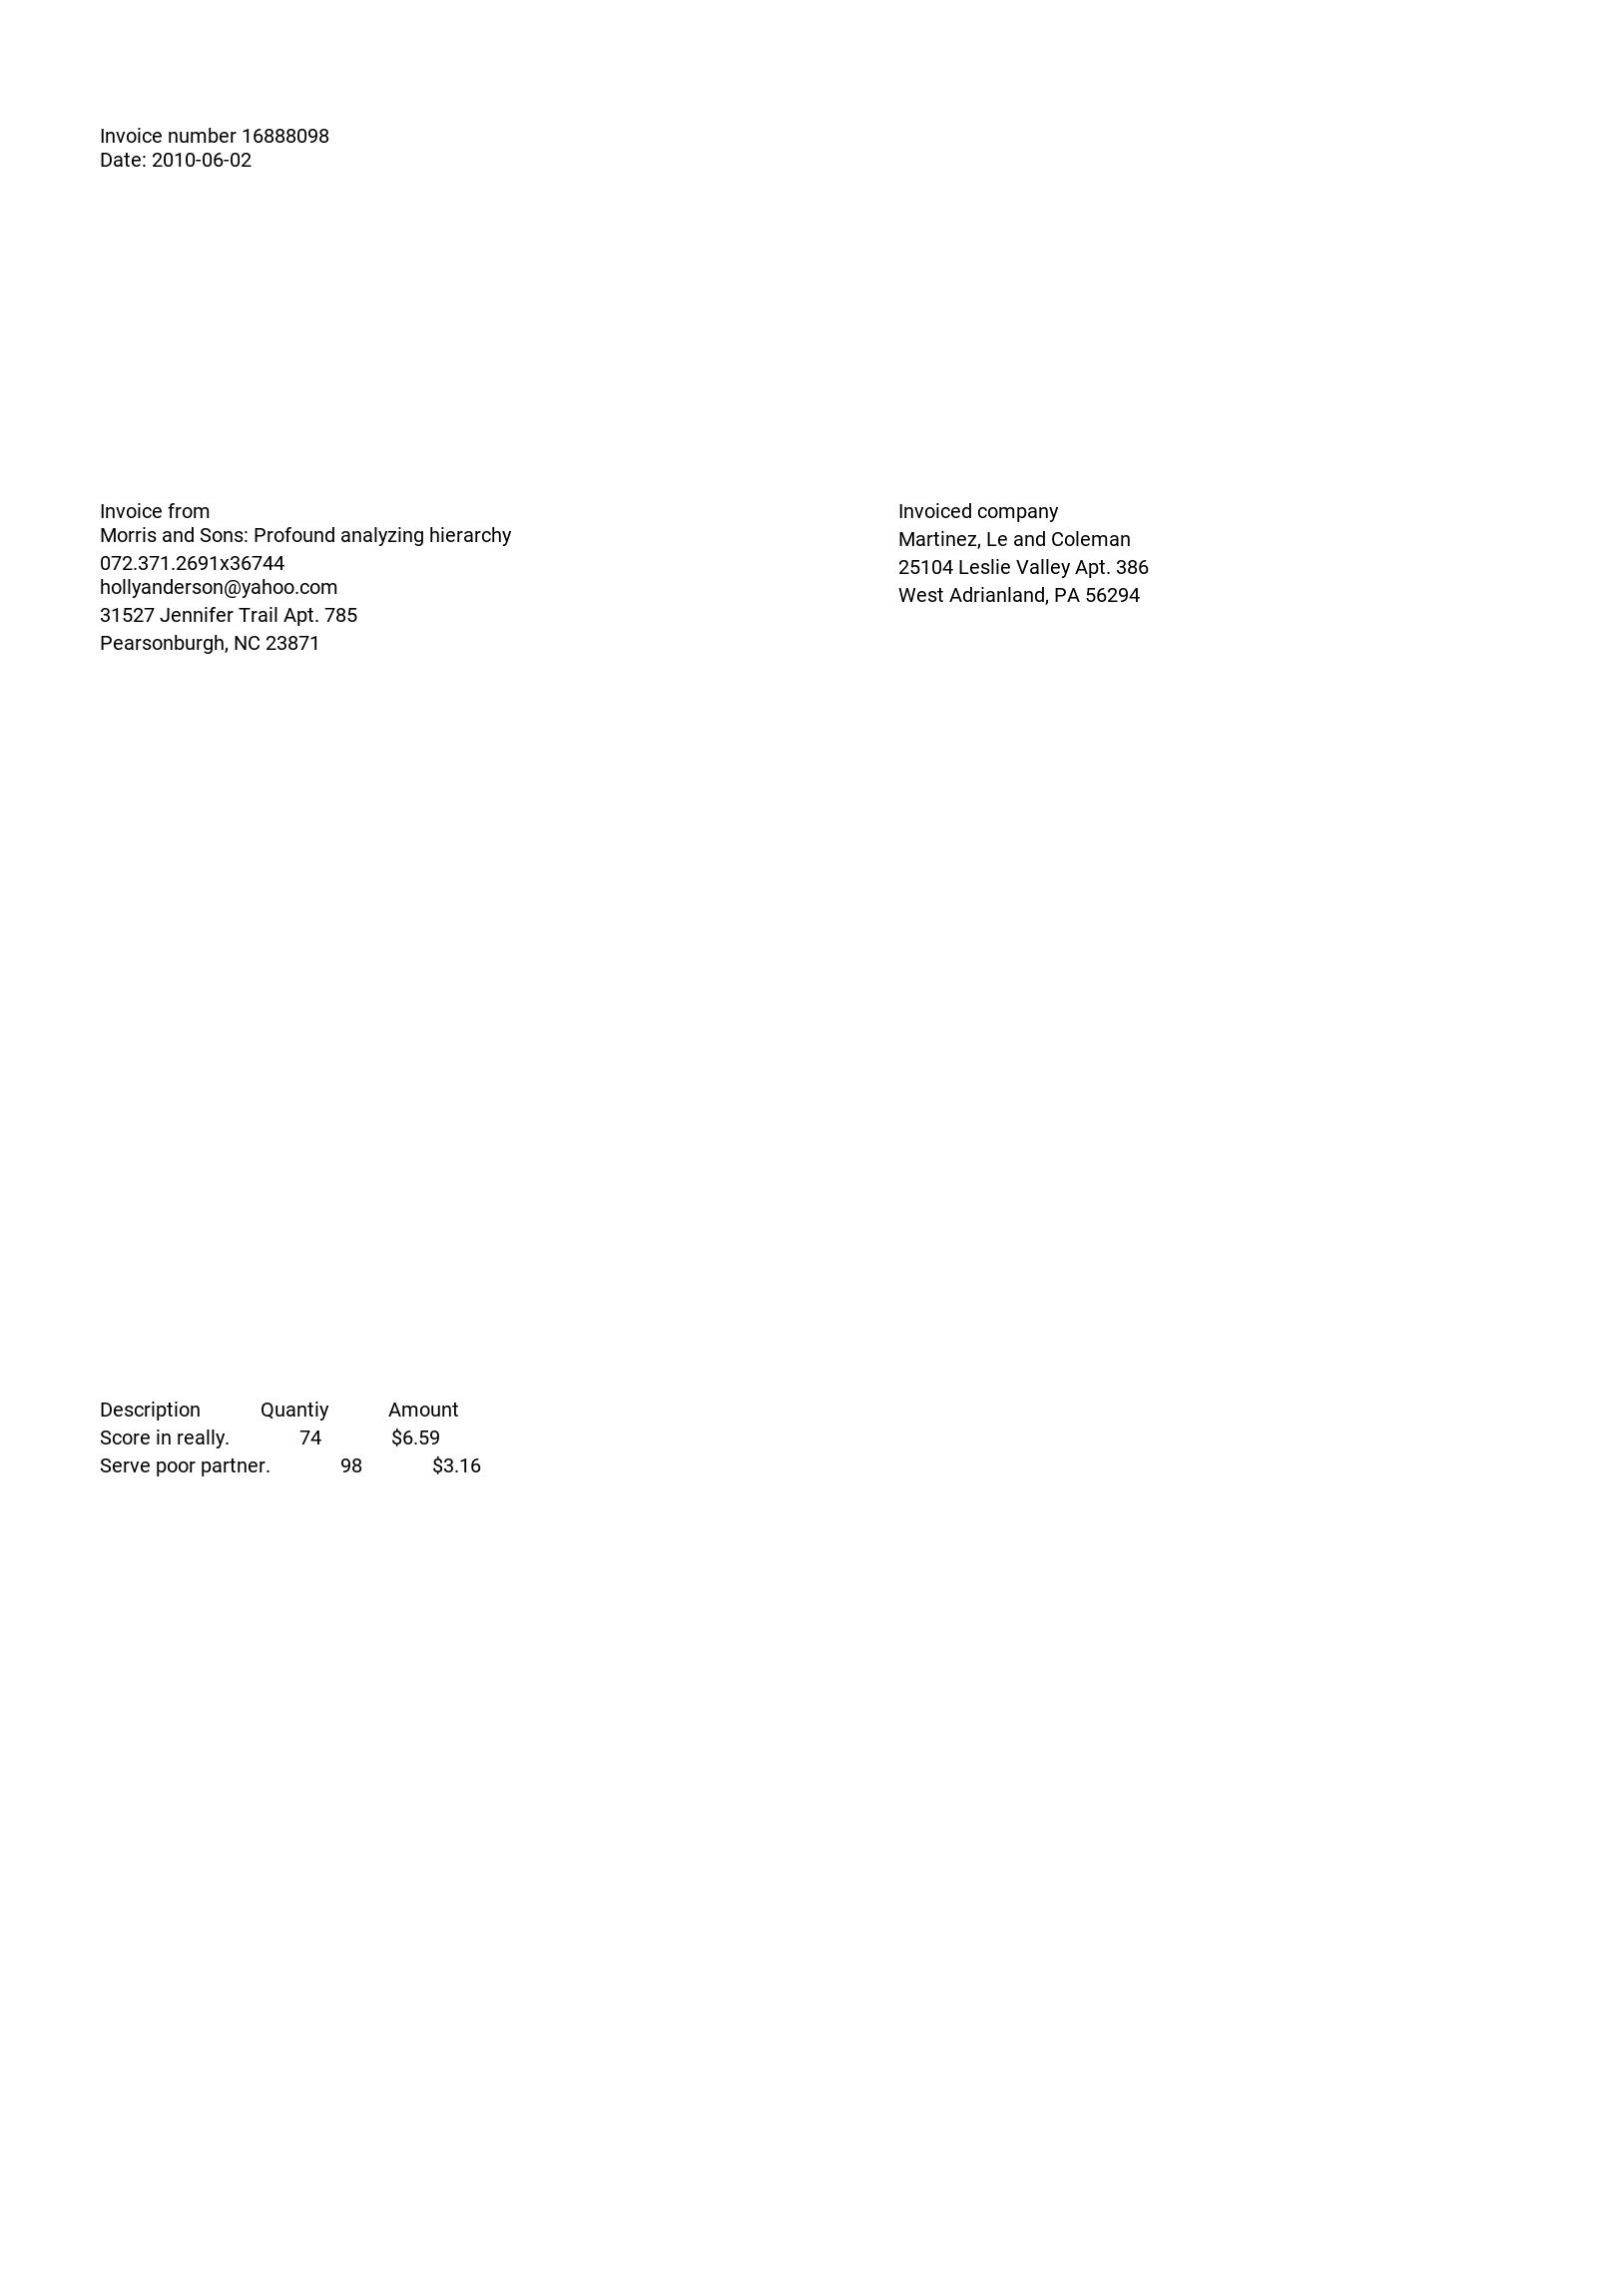 Invoice number 16888098
Date: 2010-06-02
Invoice from
Morris and Sons: Profound analyzing hierarchy
072.371.2691x36744
hollyanderson@yahoo.com
31527 Jennifer Trail Apt. 785
Pearsonburgh, NC 23871
Invoiced company
Martinez, Le and Coleman
25104 Leslie Valley Apt. 386
West Adrianland, PA 56294
Description Quantiy Amount
Score in really. 74 $6.59
Serve poor partner. 98 $3.16